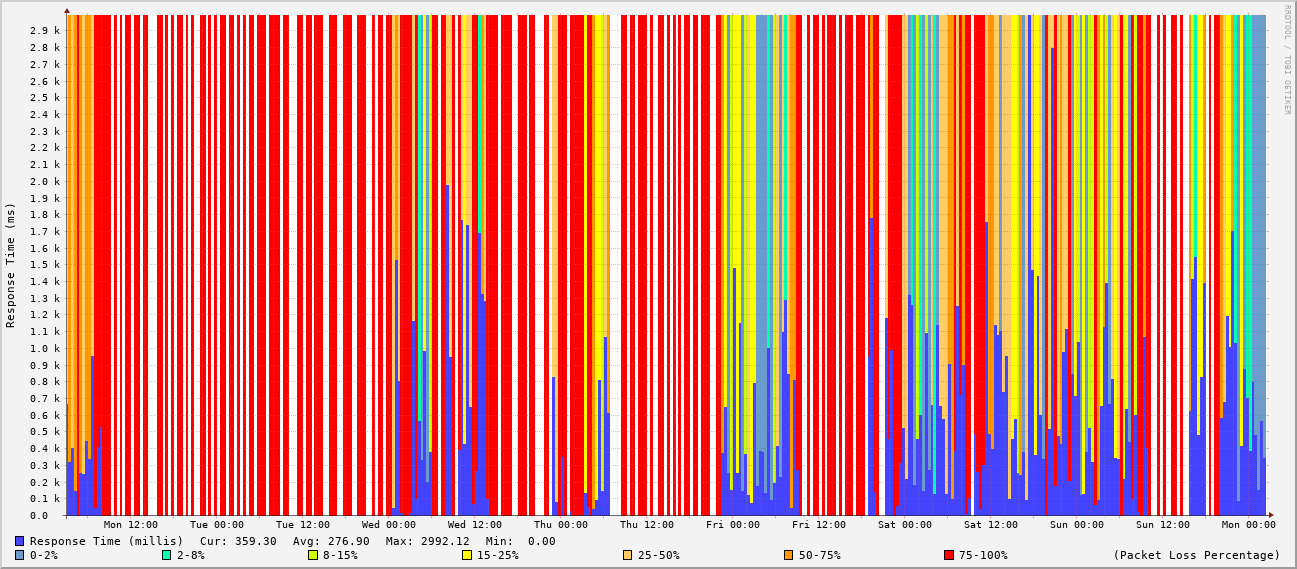 RRDTOOL / TOBI OETIKER
Response Time (ms)
2.9 k
2.8 k
2.7 k
2.6 k
2.5 k
2.4 k
2.3 k
2.2 k
2.1 k
2.0 k
1.9 k
1.8 k
1.7 k
1.6 k
1.5 k
1.4 k
1.3 k
1.2 k
1.1 k
1.0 k
0.9 k
0.8 k
0.7 k
0.6 k
0.5 k
0.4 k
0.3 k
0.2 k
0.1 k
0.0
Mon 12:00 Tue 00:00 Tue 12:00 Wed 00:00 Wed 12:00 Thu 00:00 Thu 12:00 Fri 00:00 Fri 12:00 Sat 00:00 Sat 12:00 Sun 00:00 Sun 12:00 Mon 00:00
Response Time (millis) Cur: 359.30 Avg: 276.90 Max: 2992.12 Min: 0.00
0-2% 2-8% 8-15% 15-25% 25-50% 50-75% 75-100% (Packet Loss Percentage)